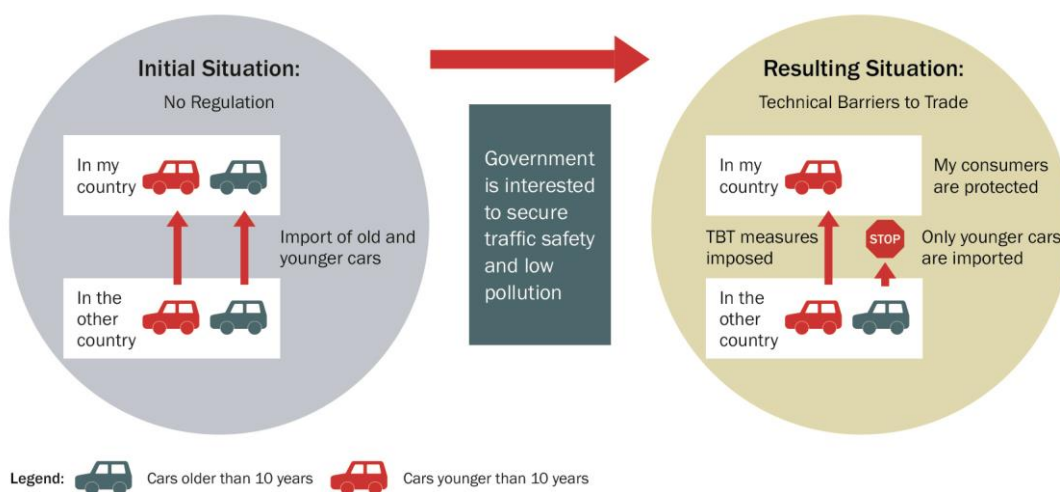 Initial Situation:
No Regulation
In my
country
Import of old and
younger cars
In the
other
country
Government
is interested
to secure
traffic safety
and low
pollution
Resulting Situation:
Technical Barriers to Trade
In my
country
My consumers
are protected
TBT measures
imposed
STOP
Only younger cars
are imported
In the
other
country
Legend:
Cars older than 10 years
Cars younger than 10 years